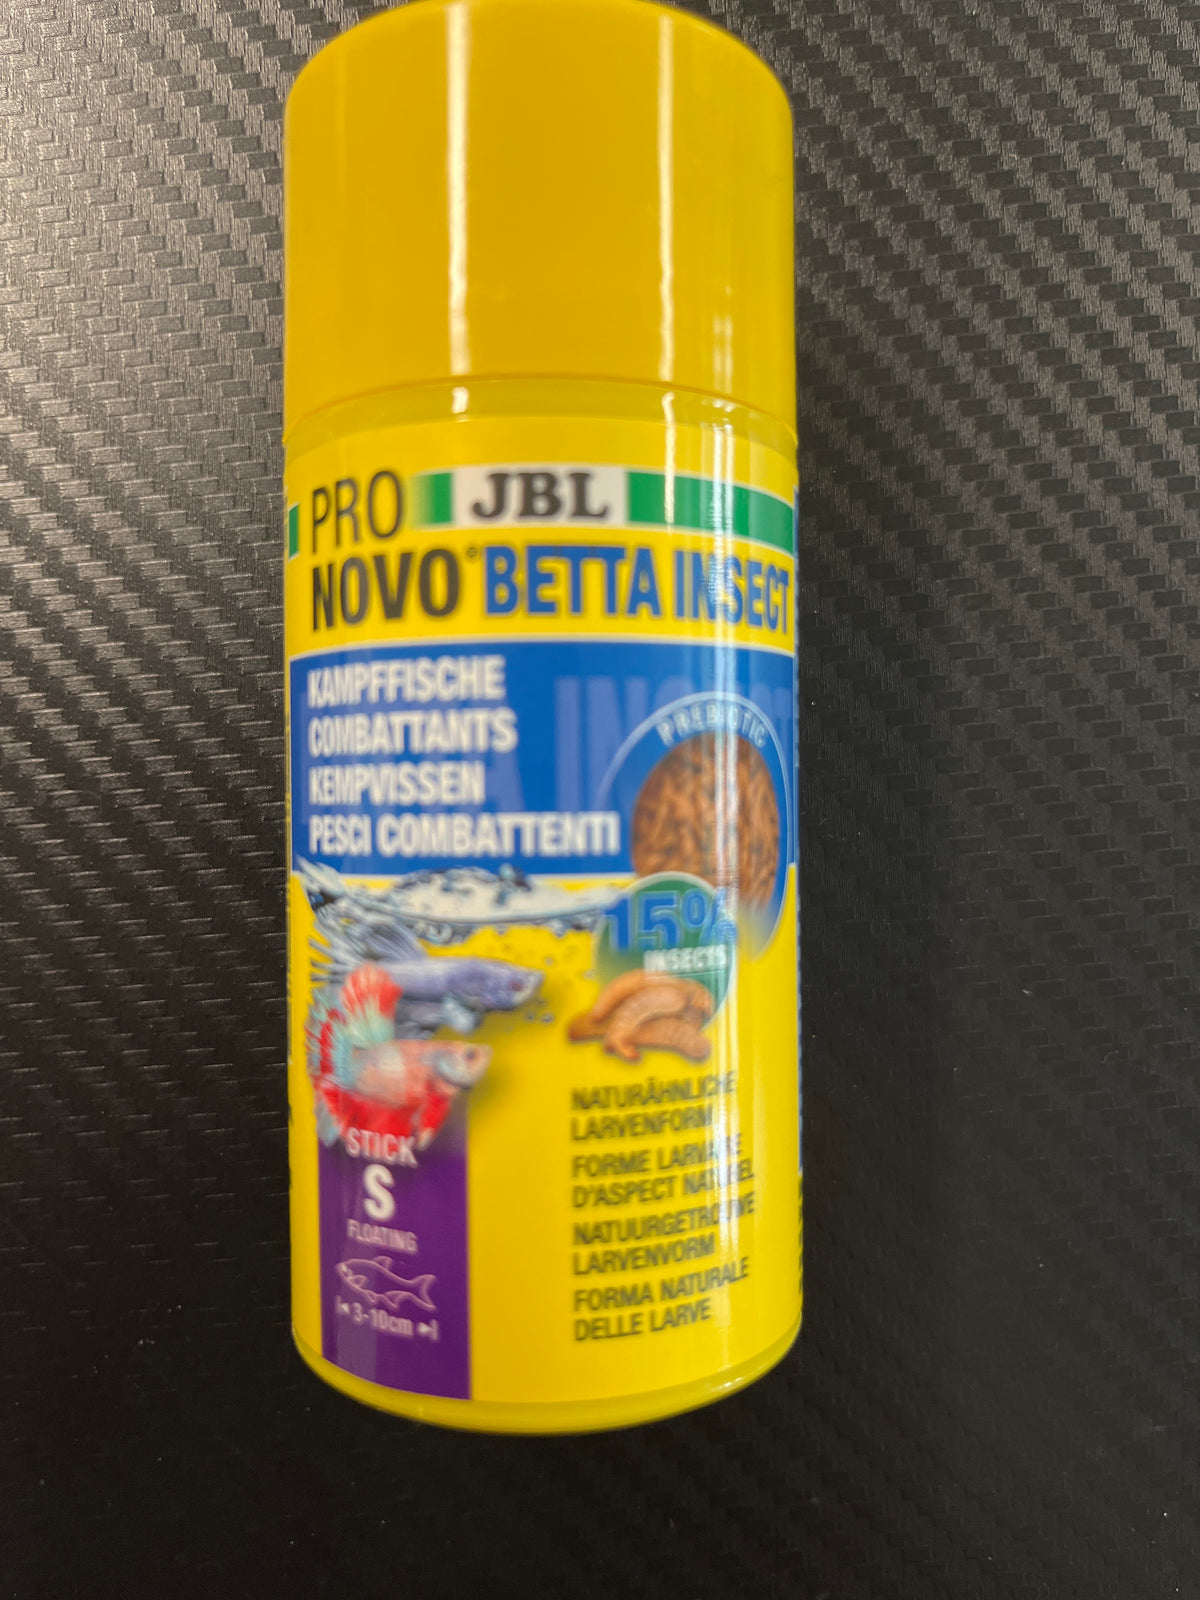 PRO JBL
NOVO® BETTA INSECT
KAMPFFISCHE
COMBATTANTS
KEMPVISSEN
PESCI COMBATTENTI
PREBIOTIC
15%
INSECTS
STICK
S
FLOATING
3-10cm
NATURÄHNLICHE
LARVENFORM
FORME LARVAIRE
D'ASPECT NATUREL
NATUURGETROUWE
LARVENVORM
FORMA NATURALE
DELLE LARVE